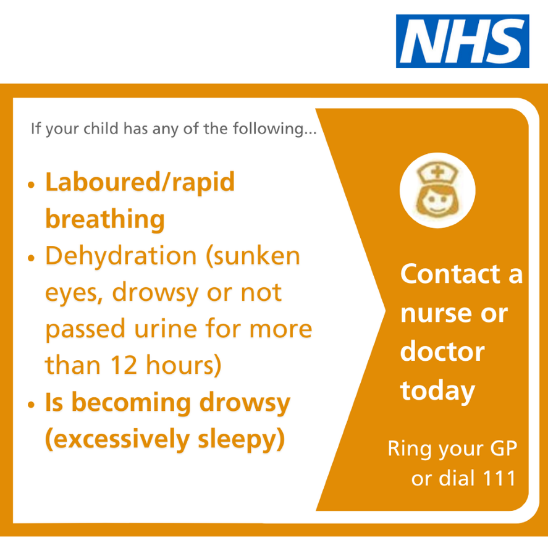 NHS
If your child has any of the following...
• Laboured/rapid
breathing
• Dehydration (sunken
eyes, drowsy or not
passed urine for more
than 12 hours)
• Is becoming drowsy
(excessively sleepy)
Contact a
nurse or
doctor
today
Ring your GP
or dial 111